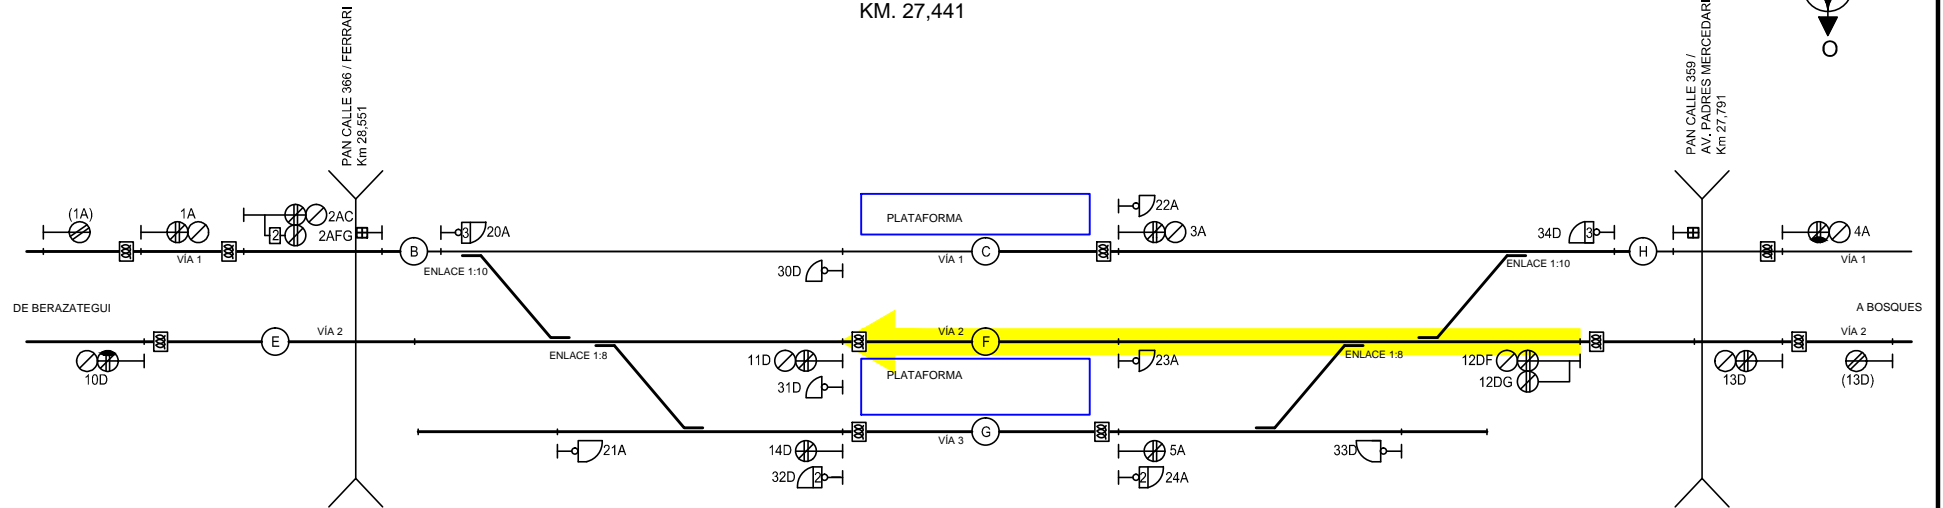 KM. 27,441
O
PAN CALLE 366 / FERRARI
Km 28,551
PAN CALLE 359 /
AV. PADRES MERCEDARI
Km 27,791
(1A)
1A
2AC
2
2AFG
3
20A
PLATAFORMA
22A
3A
34D
3
4A
VÍA 1
B
ENLACE 1:10
30D
VÍA 1
C
ENLACE 1:10
H
VÍA 1
DE BERAZATEGUI
A BOSQUES
E
VÍA 2
VÍA 2
F
VÍA 2
10D
ENLACE 1:8
11D
31D
PLATAFORMA
23A
ENLACE 1:8
12DF
12DG
13D
(13D)
21A
14D
32D
2
VÍA 3
G
5A
2
24A
33D